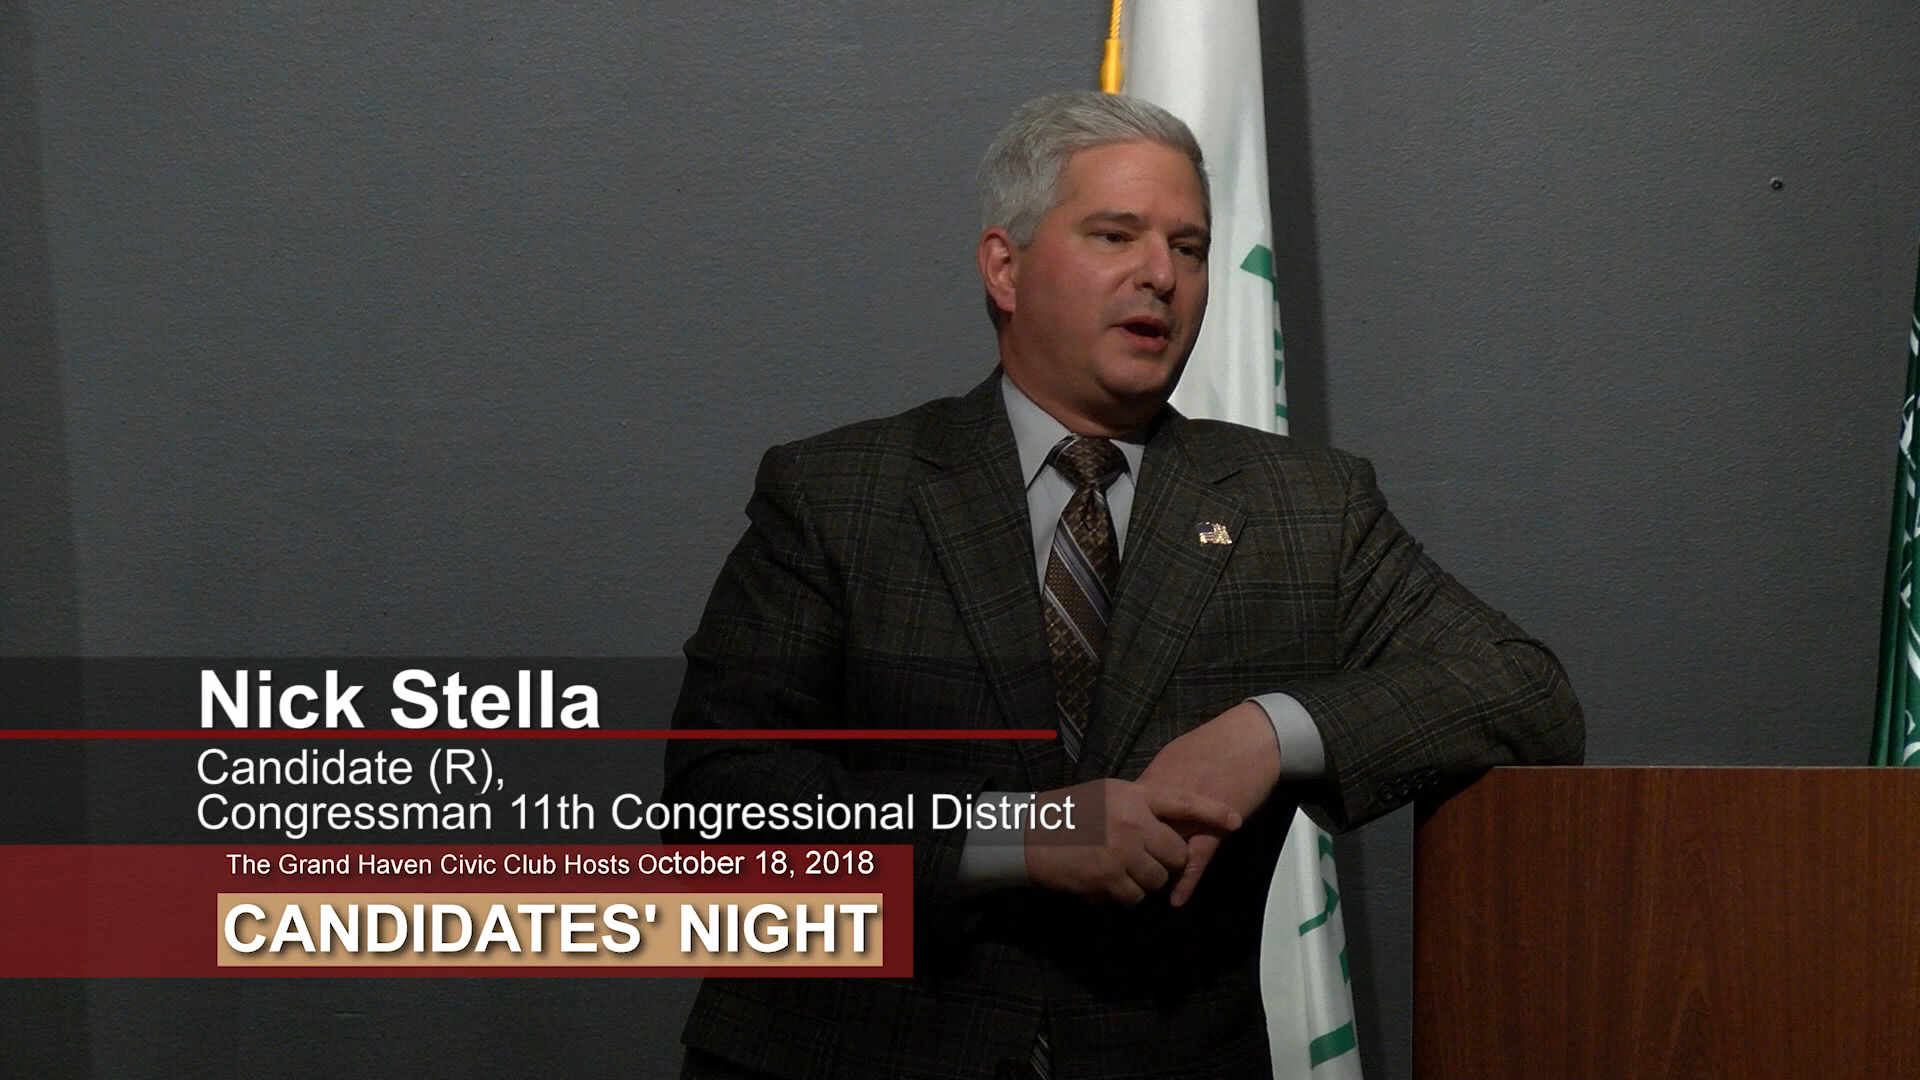 Nick Stella
Candidate (R),
Congressman 11th Congressional District
The Grand Haven Civic Club Hosts October 18, 2018
CANDIDATES' NIGHT